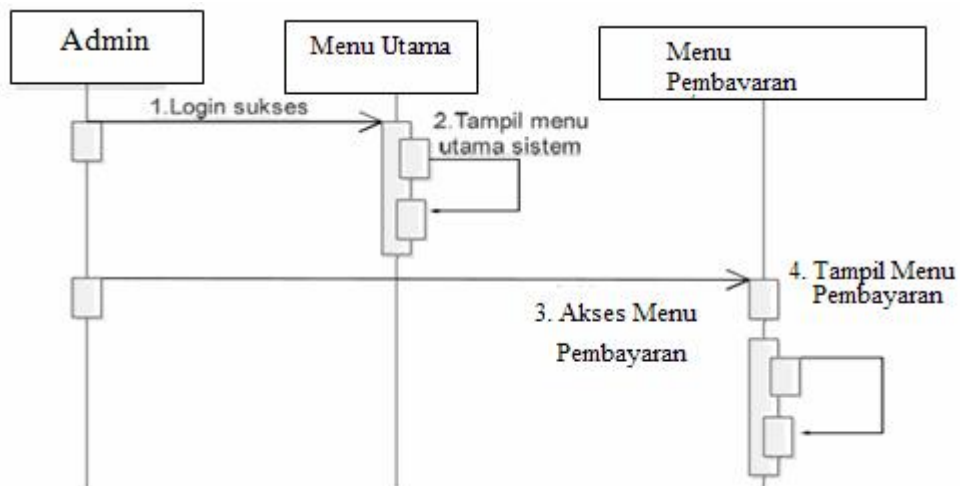 Admin
Menu Utama
Menu
Pembayaran
1.Login sukses
2.Tampil menu
utama sistem
3. Akses Menu
Pembayaran
4. Tampil Menu
Pembayaran